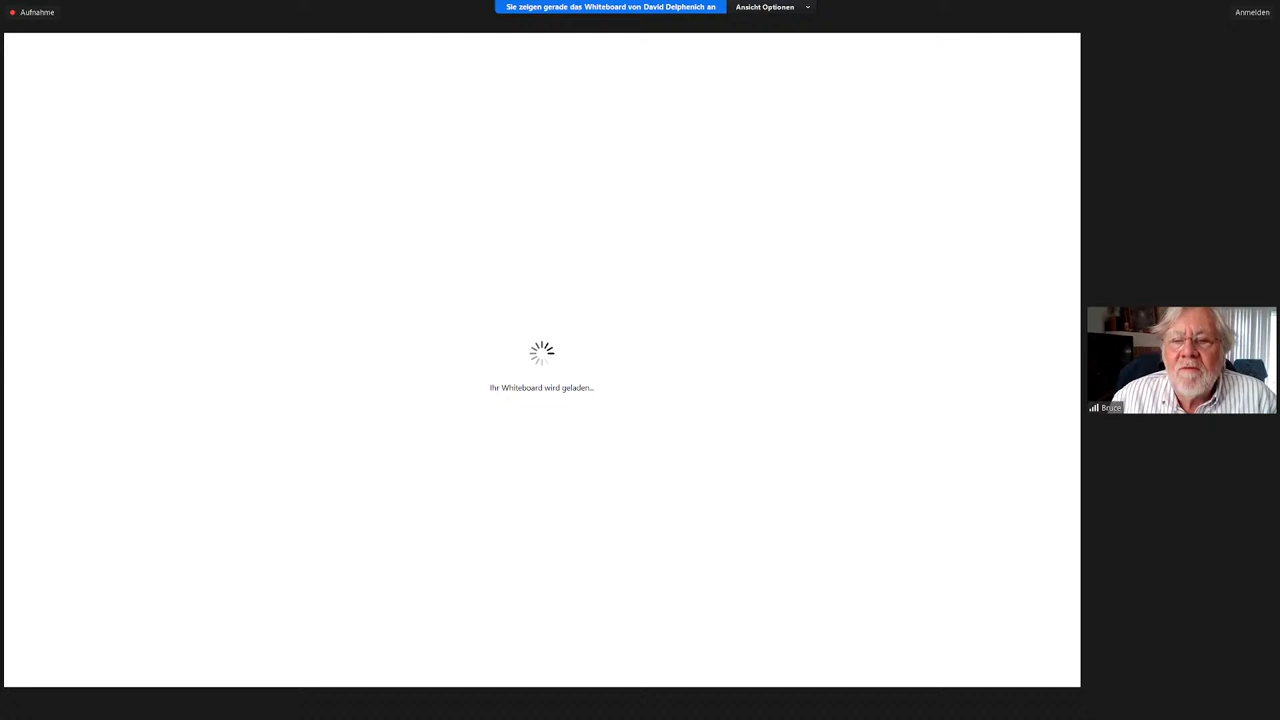 Aufnahme
Sie zeigen gerade das Whiteboard von David Delphenich an
Ansicht Optionen
Anmelden
Ihr Whiteboard wird geladen...
Bruce